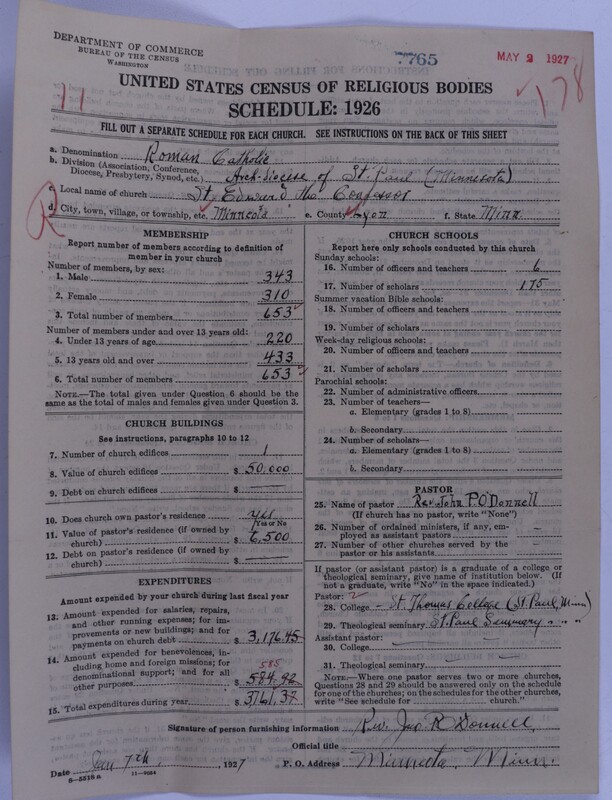 DEPARTMENT OF COMMERCE
BUREAU OF THE CENSUS
WASHINGTON
7765
MAY 2 1927
11
178
UNITED STATES CENSUS OF RELIGIOUS BODIES
SCHEDULE: 1926
FILL OUT A SEPARATE SCHEDULE FOR EACH CHURCH. SEE INSTRUCTIONS ON THE BACK OF THIS SHEET
a. Denomination Roman Catholic
b. Division (Association, Conference, Diocese, Presbytery, Synod, etc.) Arch-diocese of St. Paul (Minnesota)
c. Local name of church St. Edward the Confessor
d. City, town, village, or township, etc. Minneota e. County Lyon f. State Minn
R
MEMBERSHIP
Report number of members according to definition of
member in your church
Number of members, by sex:
1. Male 343
2. Female 310
3. Total number of members 653
Number of members under and over 13 years old:
4. Under 13 years of age 220
5. 13 years old and over 433
6. Total number of members 653
NOTE.—The total given under Question 6 should be
same as the total of males and females given under Question 3.
CHURCH BUILDINGS
See instructions, paragraphs 10 to 12
7. Number of church edifices 1
8. Value of church edifices $ 50,000
9. Debt on church edifices $ —
10. Does church own pastor's residence yes
Yes or No
11. Value of pastor's residence (if owned by
church) $ 6,500
12. Debt on pastor's residence (if owned by
church) $ —
EXPENDITURES
Amount expended by your church during last fiscal year
13. Amount expended for salaries, repairs,
and other running expenses; for im-
provements or new buildings; and for
payments on church debt $ 3,176.45
14. Amount expended for benevolences, in-
cluding home and foreign missions; for
denominational support; and for all
other purposes $ 584.92
585
15. Total expenditures during year $ 3761.37
CHURCH SCHOOLS
Report here only schools conducted by this church
Sunday schools:
16. Number of officers and teachers 6
17. Number of scholars 175
Summer vacation Bible schools:
18. Number of officers and teachers
19. Number of scholars
Week-day religious schools:
20. Number of officers and teachers
21. Number of scholars
Parochial schools:
22. Number of administrative officers
23. Number of teachers—
a. Elementary (grades 1 to 8)
b. Secondary
24. Number of scholars—
a. Elementary (grades 1 to 8)
b. Secondary
PASTOR
25. Name of pastor Rev. John P. O'Donnell
(If church has no pastor, write "None")
26. Number of ordained ministers, if any, em-
ployed as assistant pastors —
27. Number of other churches served by the
pastor or his assistants —
If pastor (or assistant pastor) is a graduate of a college or
theological seminary, give name of institution below. (If
not a graduate, write "No" in the space indicated.)
Pastor: 2
28. College St. Thomas College (St. Paul, Minn)
29. Theological seminary St. Paul Seminary " " "
Assistant pastor:
30. College
31. Theological seminary
NOTE.—Where one pastor serves two or more churches,
Questions 28 and 29 should be answered only on the schedule
for one of the churches; on the schedules for the other churches,
write "See schedule for church."
Signature of person furnishing information Rev. Jno P. O'Donnell
Official title
Date Jan 7th, 1927 P. O. Address Minneota, Minn.
8—5518 a 11—9064